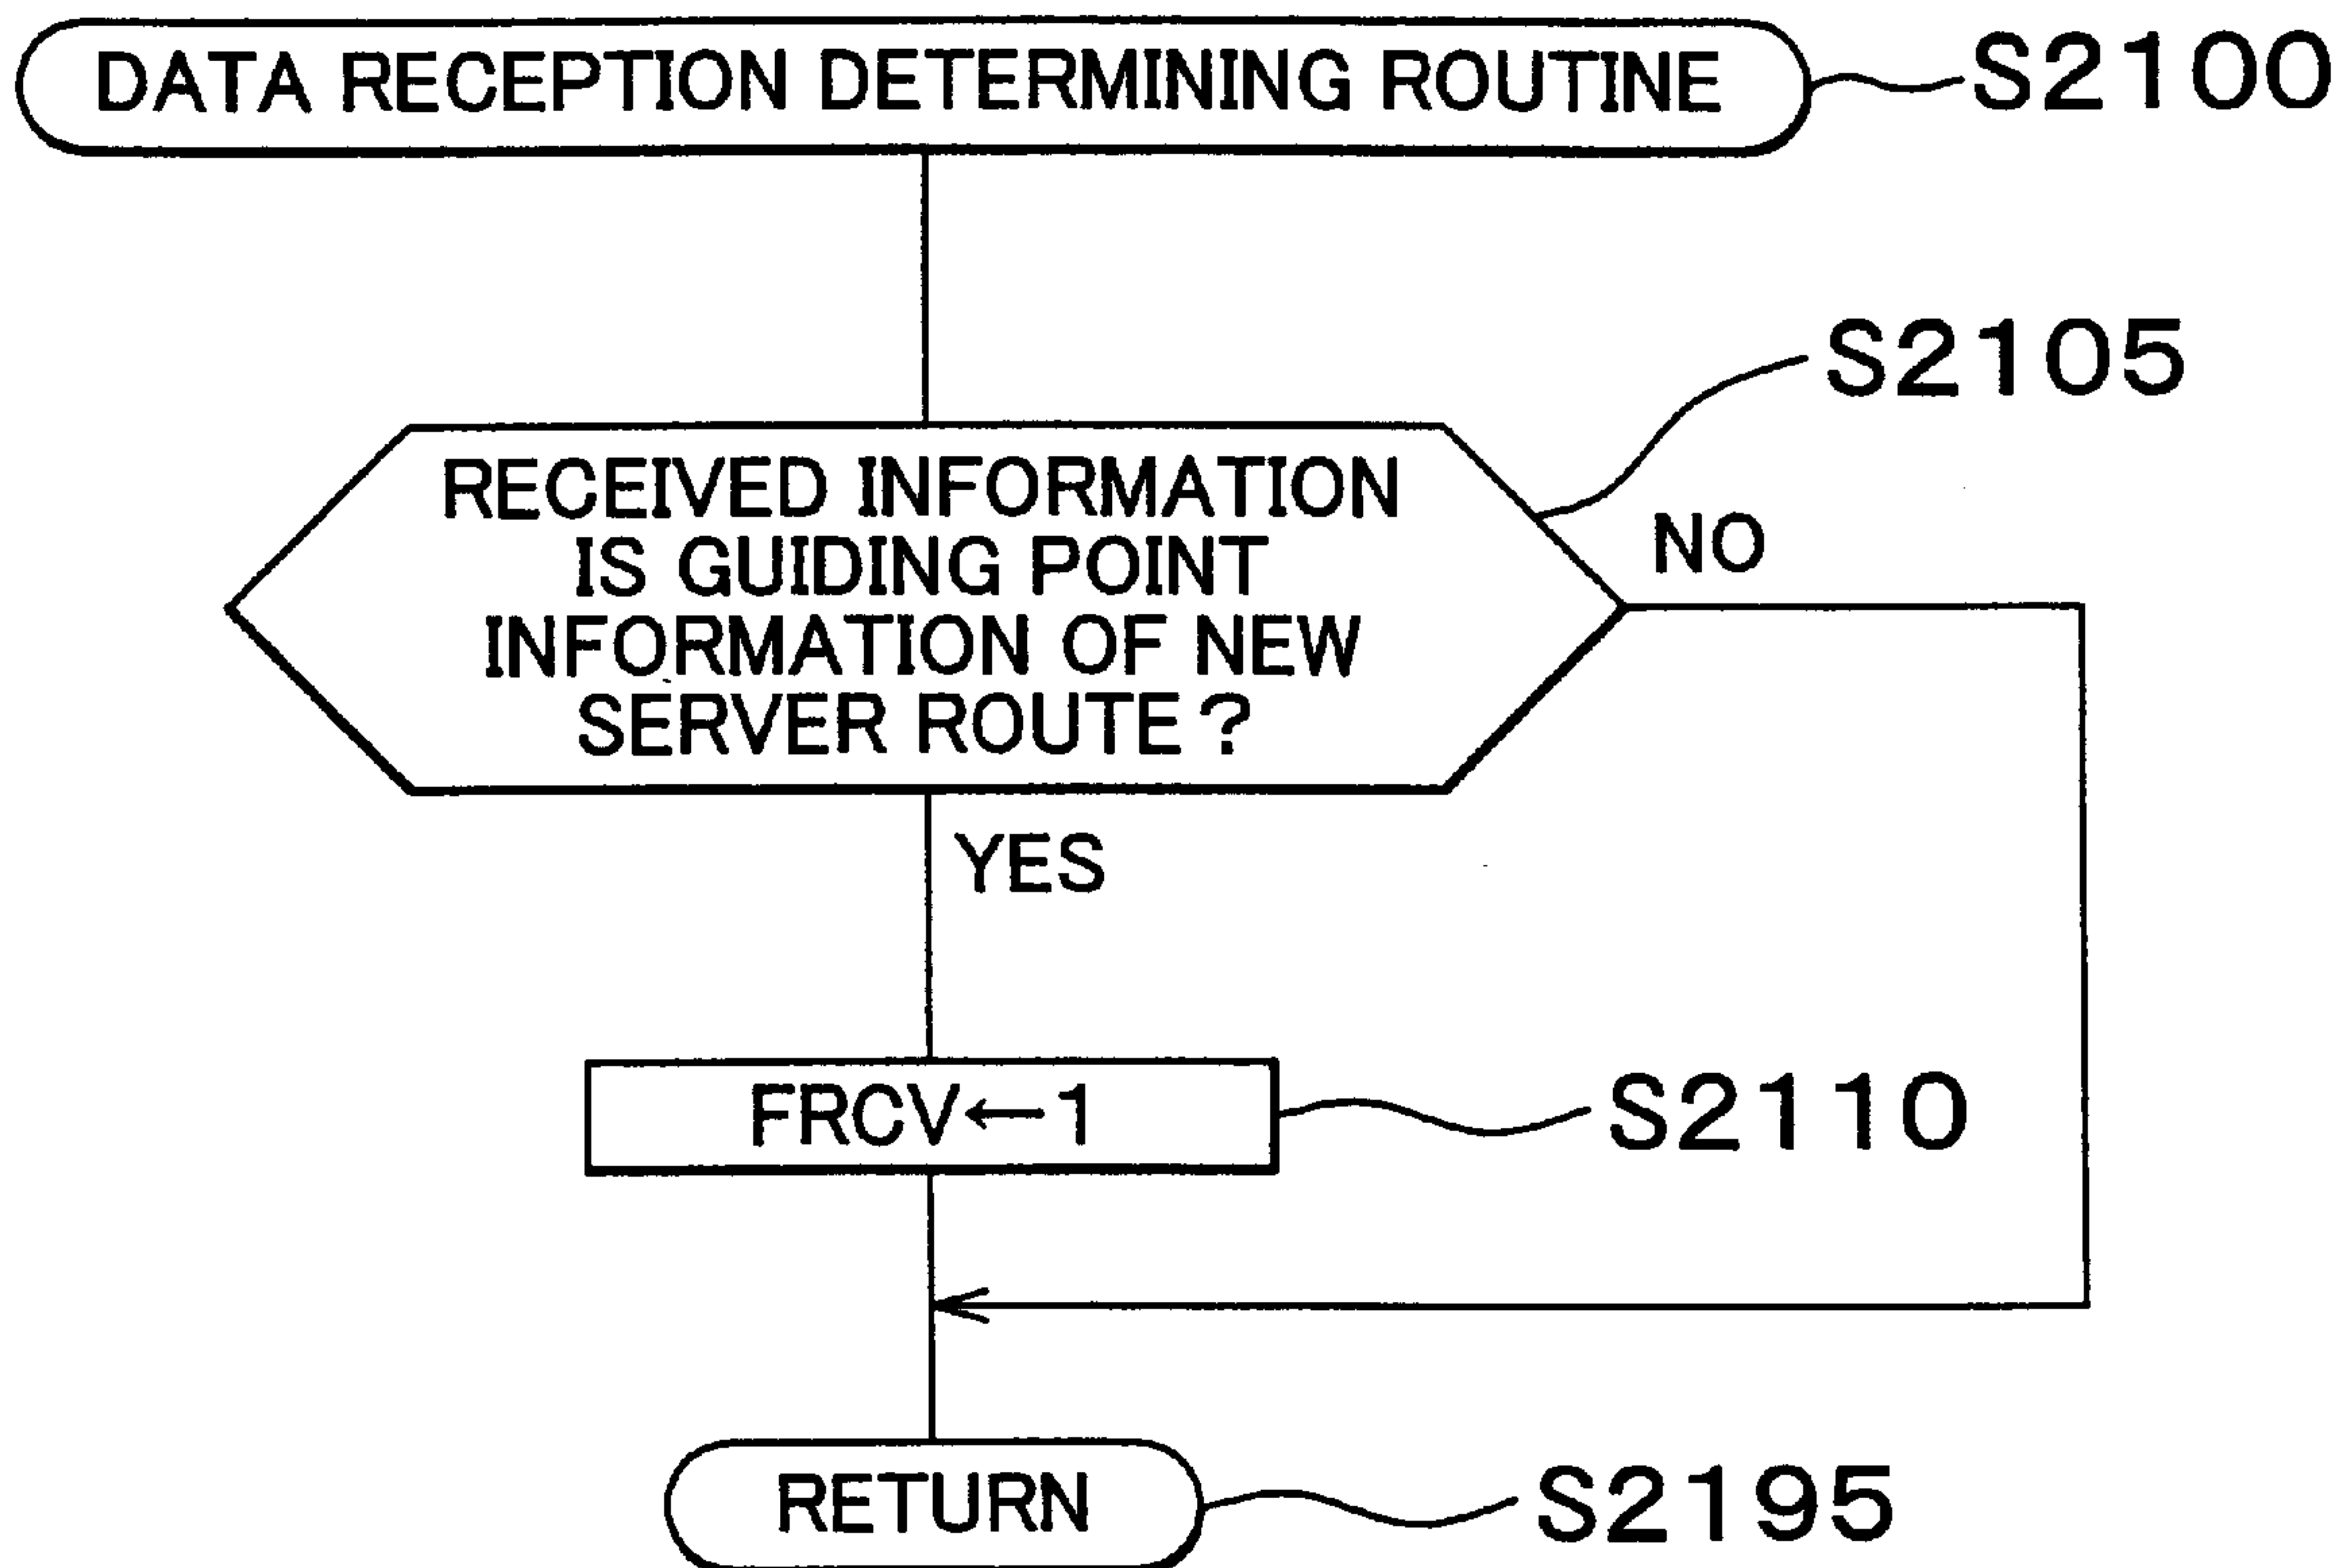 DATA RECEPTION DETERMINING ROUTINE
S2100
S2105
RECEIVED INFORMATION
IS GUIDING POINT
INFORMATION OF NEW
SERVER ROUTE ?
NO
YES
FRCV←1
S2110
RETURN
S2195